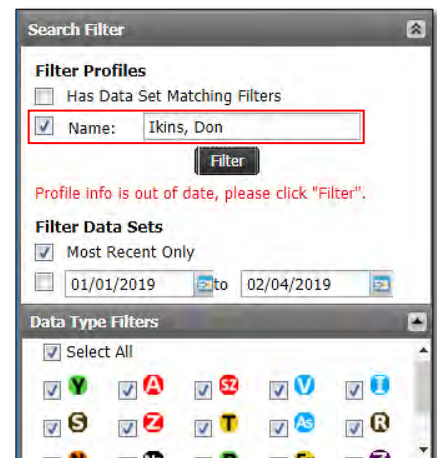 Search Filter
Filter Profiles
Has Data Set Matching Filters
Name: Ikins, Don
Filter
Profile info is out of date, please click "Filter".
Filter Data Sets
Most Recent Only
01/01/2019 to 02/04/2019
Data Type Filters
Select All
Y A SZ V I
S Z T As R